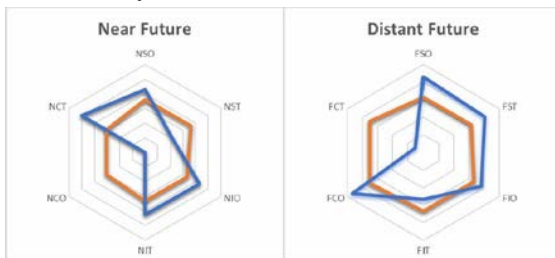 Near Future
NSO
NCT
NST
NCO
NIO
NIT
Distant Future
FSO
FCT
FST
FCO
FIO
FIT